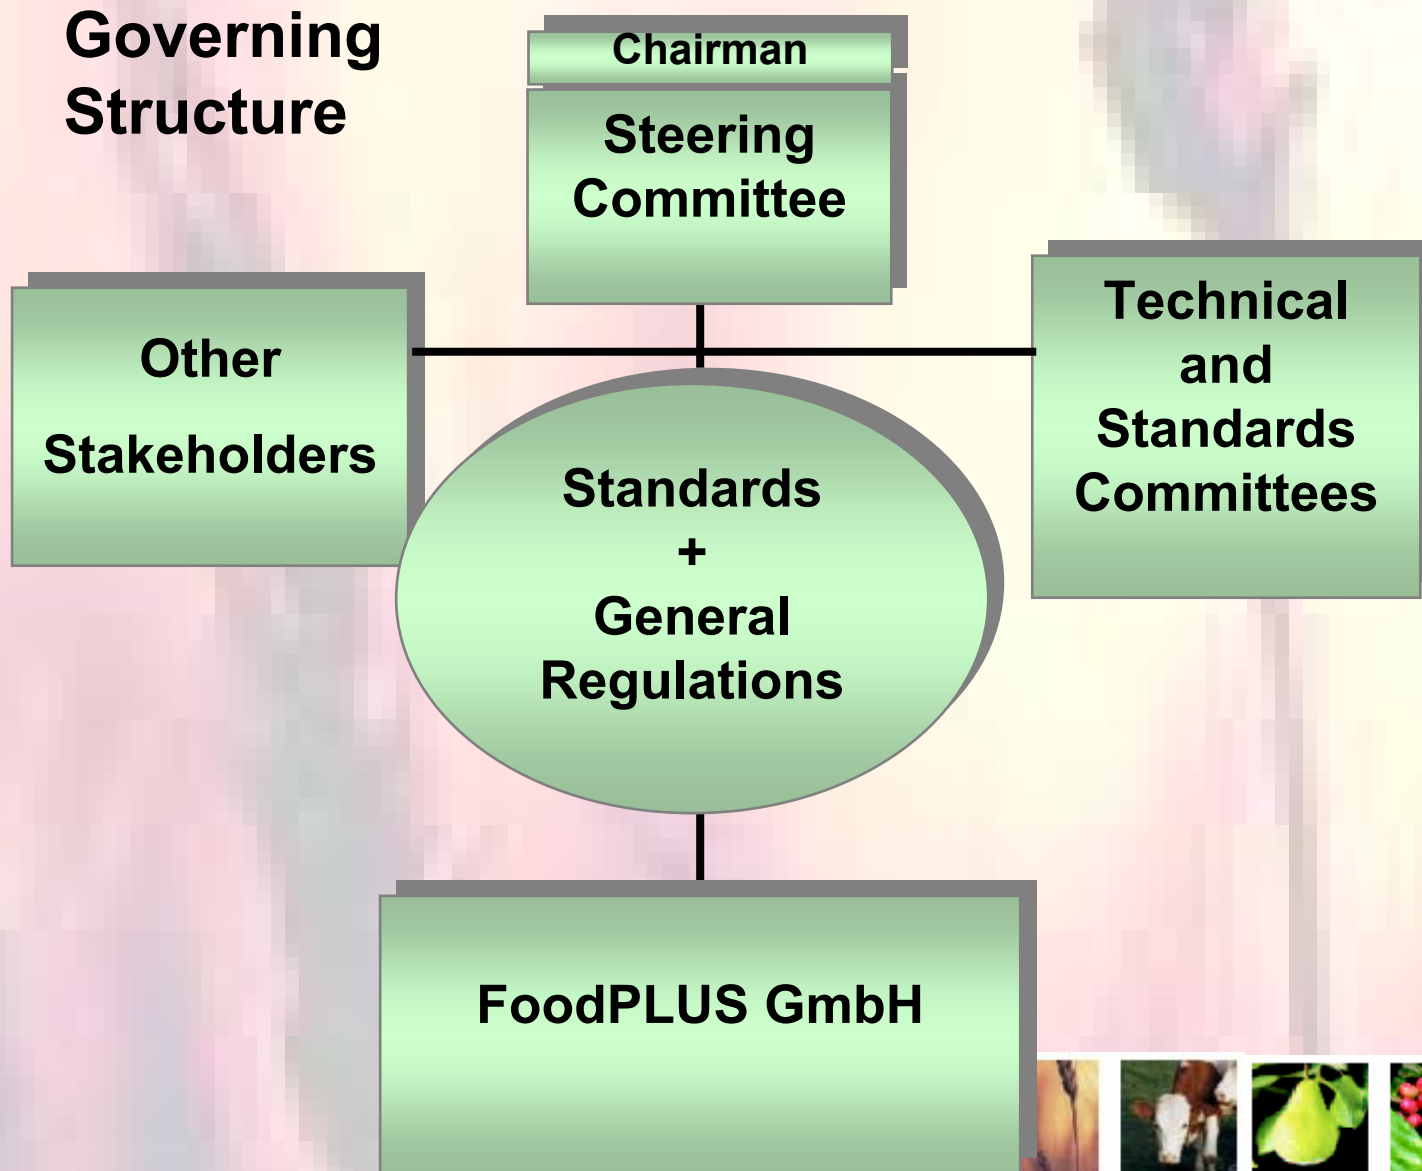 Governing
Structure
Chairman
Steering
Committee
Other
Stakeholders
Technical
and
Standards
Committees
Standards
+
General
Regulations
FoodPLUS GmbH